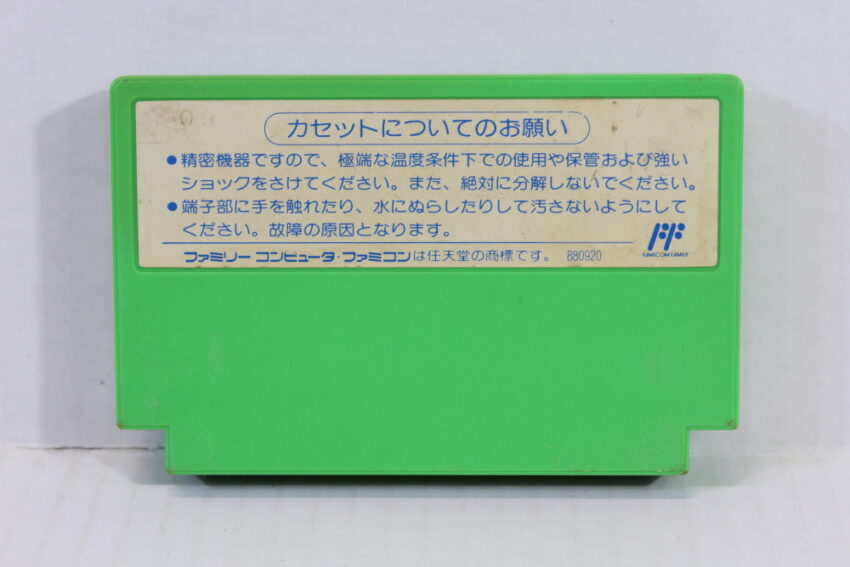 カセットについてのお願い
●精密機器ですので、極端な温度条件下での使用や保管および強い
ショックをさけてください。また、絶対に分解しないでください。
●端子部に手を触れたり、水にぬらしたりして汚さないようにして
ください。故障の原因となります。
FF
FAMICOM FAMILY
ファミリー コンピュータ・ファミコンは任天堂の商標です。 880920